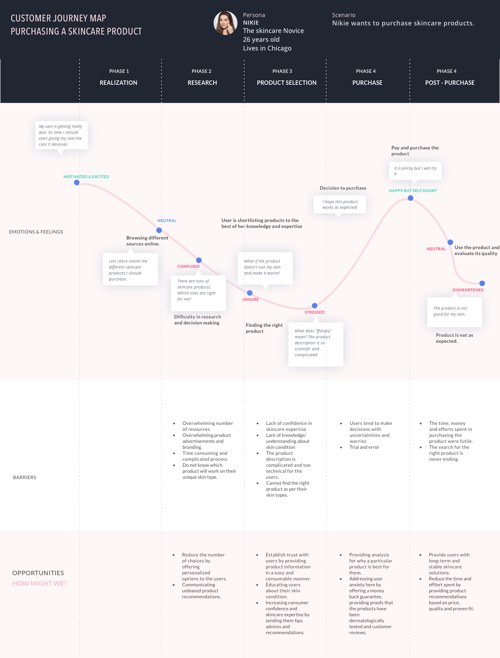 CUSTOMER JOURNEY MAP
PURCHASING A SKINCARE PRODUCT
Persona
NIKIE
The skincare Novice
26 years old
Lives in Chicago
Scenario
Nikie wants to purchase skincare products.
PHASE 1
REALIZATION
PHASE 2
RESEARCH
PHASE 3
PRODUCT SELECTION
PHASE 4
PURCHASE
PHASE 4
POST - PURCHASE
EMOTIONS & FEELINGS
My skin is getting really
dull, its time I should
start giving my skin the
care it deserves
MOTIVATED & EXCITED
NEUTRAL
Browsing different
sources online.
Lets check online the
different skincare
products I should
purchase.
CONFUSED
There are tons of
skincare products.
Which ones are right
for me?
Difficulty in research
and decision making
User is shortlisting products to the
best of her knowledge and expertise
What if the product
doesn't suit my skin
and make it worse?
UNSURE
Finding the right
product
STRESSED
What does
mean? The product
description is so
scientific and
complicated
Decision to purchase
I hope this product
works as expected!
Pay and purchase the
product
It is pricey but I will try
it
HAPPY BUT SELF DOUBT
NEUTRAL
Use the product and
evaluate its quality
DISHEARTENED
The product is not
good for my skin.
Product is not as
expected.
BARRIERS
• Overwhelming number
of resources
• Overwhelming product
advertisements and
branding.
• Time consuming and
complicated process
• Do not know which
product will work on their
unique skin type.
• Lack of confidence in
skincare expertise
• Lack of knowledge/
understanding about skin
condition
• The product
description is
complicated and too
technical for the
users.
• Cannot find the right
product as per their
skin types.
• Users tend to make
decisions with
uncertainties and
worries
• Trial and error
• The time, money
and efforts spent in
purchasing the
product were futile.
• The search for the
right product is
never ending.
OPPORTUNITIES
HOW MIGHT WE?
• Reduce the number
of choices by
offering
personalized
options to the users.
• Communicating
unbiased product
recommendations.
• Establish trust with
users by providing
product information
in a easy and
consumable manner.
• Educating users
about their skin
condition.
• Increasing consumer
confidence and
skincare expertise by
sending them tips,
advices and
recommendations.
• Providing analysis
for why a particular
product is best for
them.
• Addressing user
anxiety here by
offering a money
back guarantee,
providing proofs that
the products have
been
dermatologically
tested and customer
reviews.
• Provide users with
long-term and
stable skincare
solutions.
• Reduce the time and
effort spent by
providing product
recommendations
based on price,
quality and proven fit.